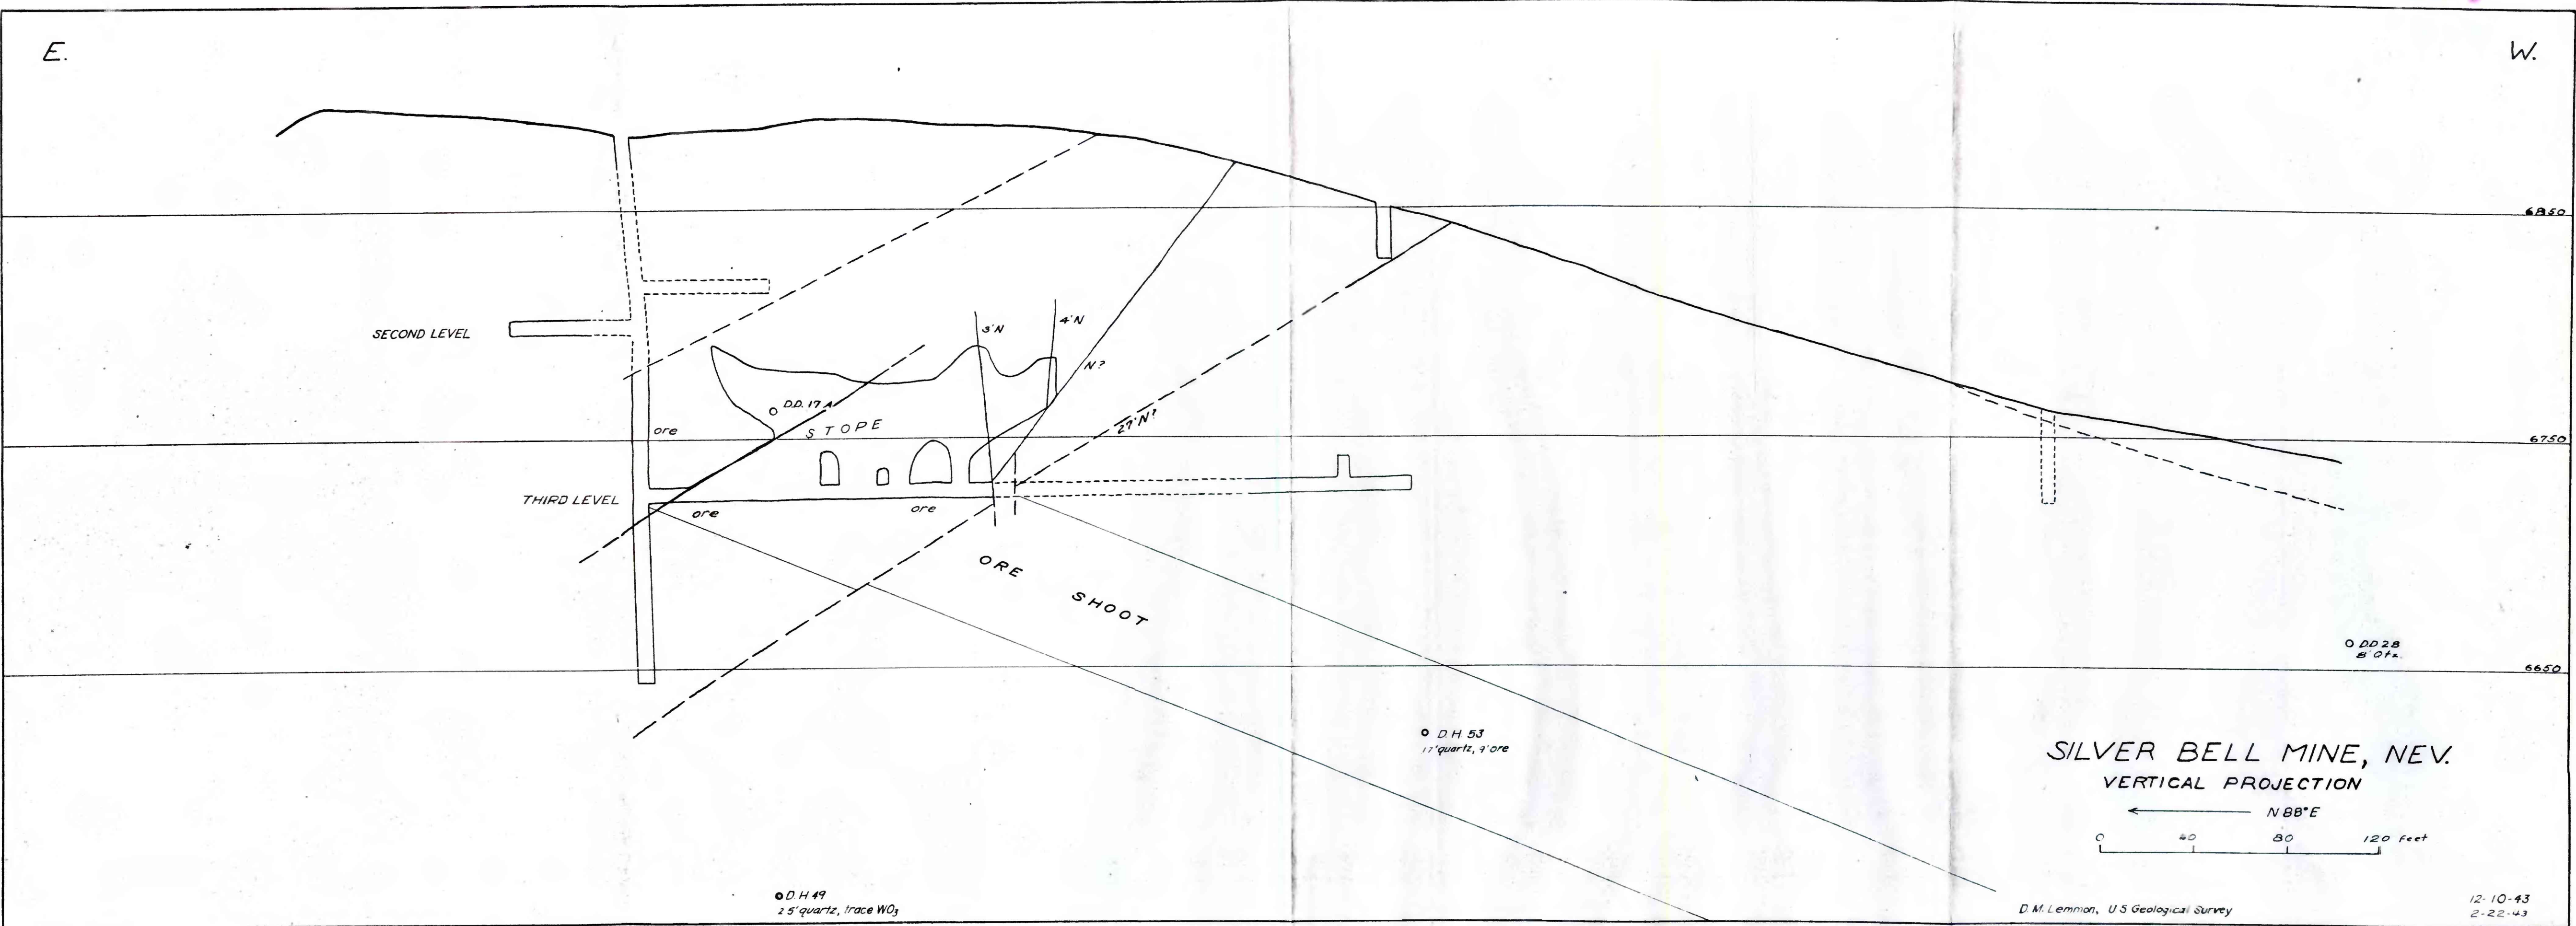 E.
W.
6850
SECOND LEVEL
3'N
4'N
N?
D.D. 17A
27'N?
ore
STOPE
6750
THIRD LEVEL
ore
ore
ORE SHOOT
DD 28
8' Qtz.
6650
D.H. 53
17' quartz, 9' ore
SILVER BELL MINE, NEV.
VERTICAL PROJECTION
N 88° E
0 40 80 120 feet
D.H 49
2 5' quartz, trace WO3
D. M. Lemmon, U S Geological Survey
12-10-43
2-22-43